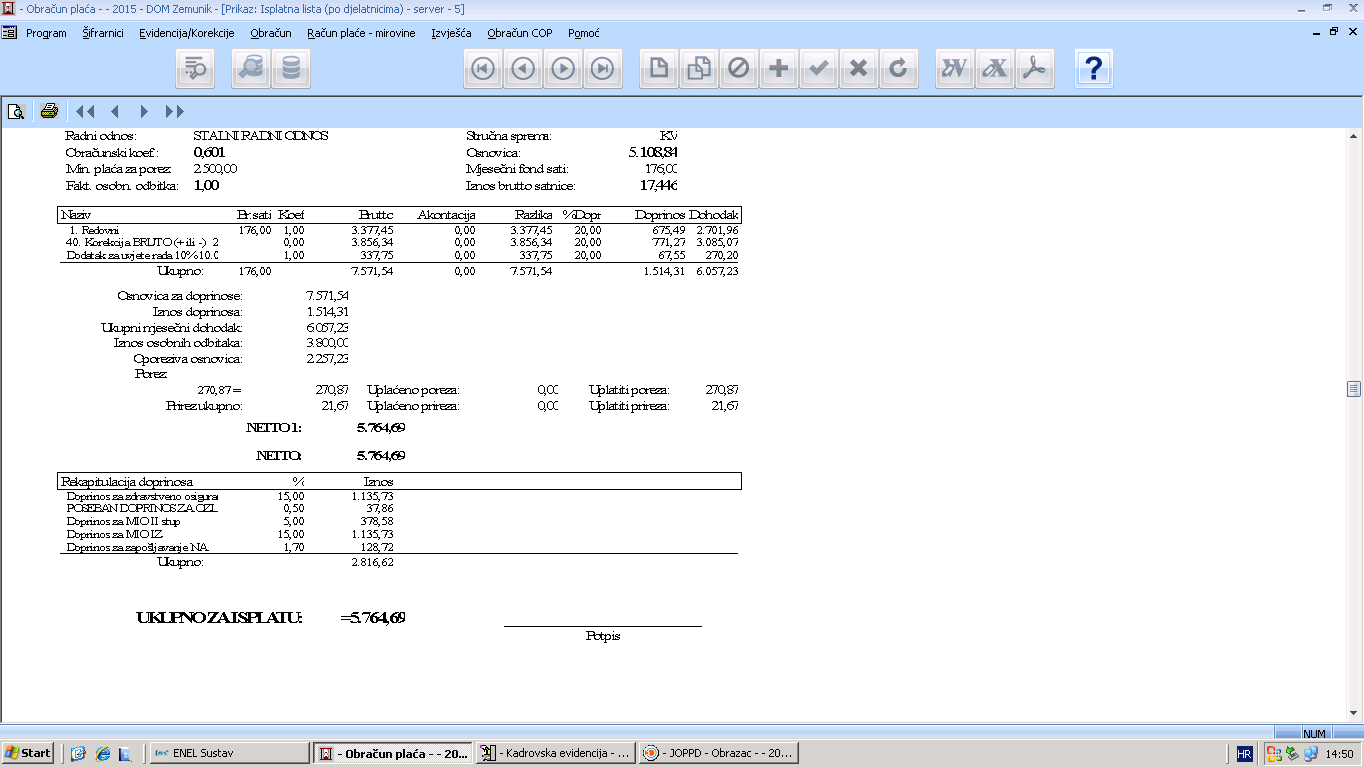 - Obračun plaća - - 2015 - DOM Zemunik - [Prikaz: Isplatna lista (po djelatnicima) - server - 5]
Program Šifrarnici Evidencija/Korekcije Obračun Račun plaće - mirovine Izvješća Obračun COP Pomoć
Radni odnos: STALNI RADNI ODNOS Stručna sprema: KV
Obračunski koef: 0,601 Osnovica: 5.108,84
Min. plaća za porez 2.500,00 Mjesečni fond sati: 176,00
Fakt. osobn. odbitka: 1,00 Iznos brutto satnice: 17,446
Naziv Br.sati Koef Brutto Akontacija Razlika %Dopr Doprinos Dohodak
1. Redovni 176,00 1,00 3.377,45 0,00 3.377,45 20,00 675,49 2.701,96
40. Korekcija BRUTO (+ ili -) 2 0,00 3.856,34 0,00 3.856,34 20,00 771,27 3.085,07
Dodatak za uvjete rada 10% 10.0 1,00 337,75 0,00 337,75 20,00 67,55 270,20
Ukupno: 176,00 7.571,54 0,00 7.571,54 1.514,31 6.057,23
Osnovica za doprinose: 7.571,54
Iznos doprinosa: 1.514,31
Ukupni mjesečni dohodak: 6.057,23
Iznos osobnih odbitaka: 3.800,00
Oporeziva osnovica: 2.257,23
Porez
270,87 = 270,87 Uplaćeno poreza: 0,00 Uplatiti poreza: 270,87
Prirez ukupno: 21,67 Uplaćeno prireza: 0,00 Uplatiti prireza: 21,67
NETTO 1: 5.764,69
NETTO: 5.764,69
Rekapitulacija doprinosa % Iznos
Doprinos za zdravstveno osigura 15,00 1.135,73
POSEBAN DOPRINOS ZA OZL 0,50 37,86
Doprinos za MIO II stup 5,00 378,58
Doprinos za MIO IZ 15,00 1.135,73
Doprinos za zapošljavanje NA 1,70 128,72
Ukupno: 2.816,62
UKUPNO ZA ISPLATU: =5.764,69
Potpis
NUM
Start ENEL Sustav - Obračun plaća - - 20... - Kadrovska evidencija - ... - JOPPD - Obrazac - - 20... HR 14:50